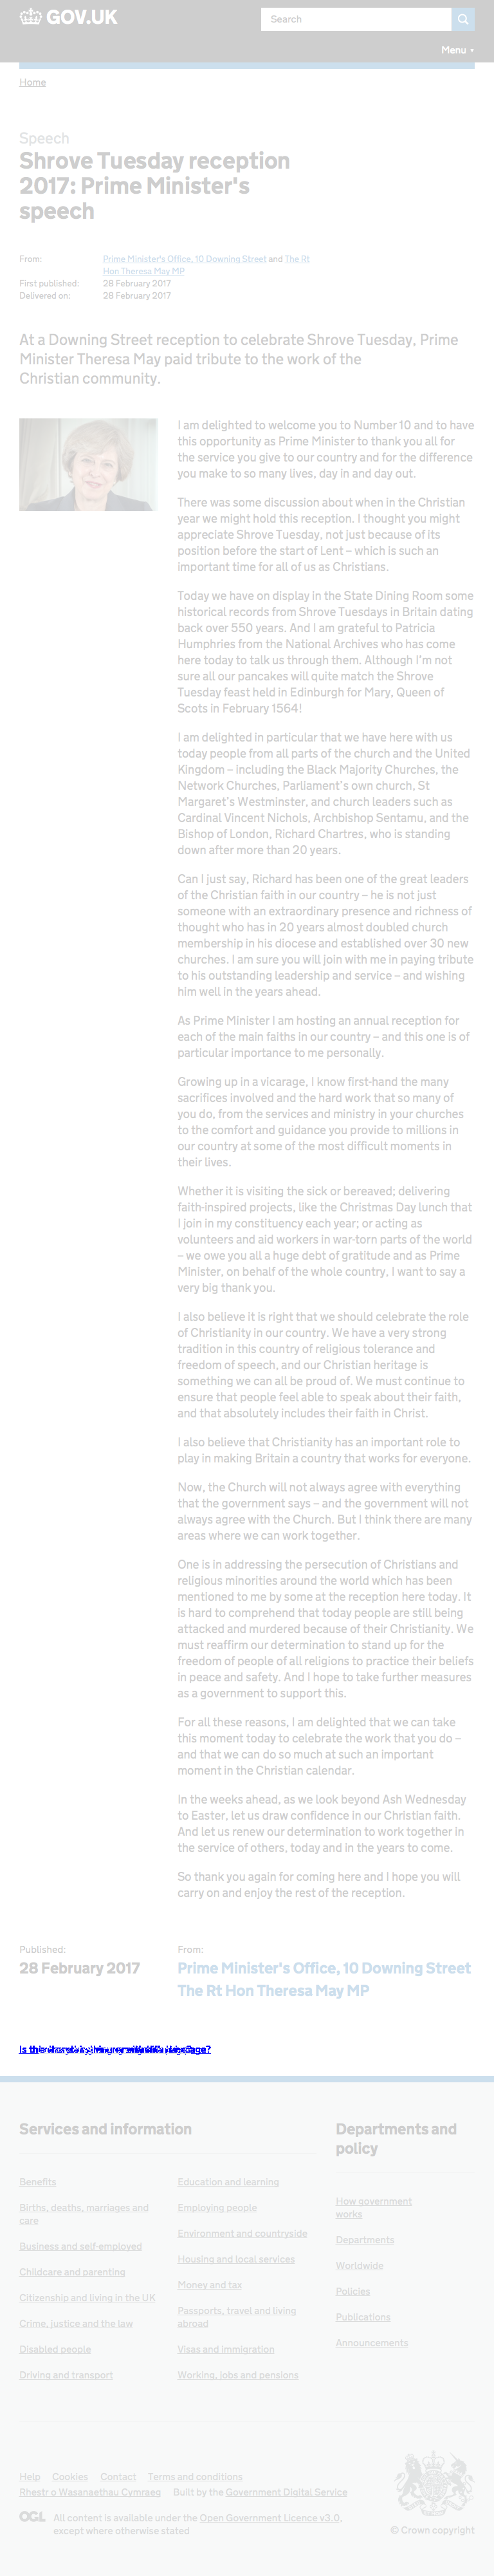 GOV.UK
Search
Menu
Home
Speech
Shrove Tuesday reception
2017: Prime Minister's
speech
From: Prime Minister's Office, 10 Downing Street and The Rt
Hon Theresa May MP
First published: 28 February 2017
Delivered on: 28 February 2017
At a Downing Street reception to celebrate Shrove Tuesday, Prime
Minister Theresa May paid tribute to the work of the
Christian community.
I am delighted to welcome you to Number 10 and to have
this opportunity as Prime Minister to thank you all for
the service you give to our country and for the difference
you make to so many lives, day in and day out.
There was some discussion about when in the Christian
year we might hold this reception. I thought you might
appreciate Shrove Tuesday, not just because of its
position before the start of Lent – which is such an
important time for all of us as Christians.
Today we have on display in the State Dining Room some
historical records from Shrove Tuesdays in Britain dating
back over 550 years. And I am grateful to Patricia
Humphries from the National Archives who has come
here today to talk us through them. Although I'm not
sure all our pancakes will quite match the Shrove
Tuesday feast held in Edinburgh for Mary, Queen of
Scots in February 1564!
I am delighted in particular that we have here with us
today people from all parts of the church and the United
Kingdom – including the Black Majority Churches, the
Network Churches, Parliament's own church, St
Margaret's Westminster, and church leaders such as
Cardinal Vincent Nichols, Archbishop Sentamu, and the
Bishop of London, Richard Chartres, who is standing
down after more than 20 years.
Can I just say, Richard has been one of the great leaders
of the Christian faith in our country – he is not just
someone with an extraordinary presence and richness of
thought who has in 20 years almost doubled church
membership in his diocese and established over 30 new
churches. I am sure you will join with me in paying tribute
to his outstanding leadership and service – and wishing
him well in the years ahead.
As Prime Minister I am hosting an annual reception for
each of the main faiths in our country – and this one is of
particular importance to me personally.
Growing up in a vicarage, I know first-hand the many
sacrifices involved and the hard work that so many of
you do, from the services and ministry in your churches
to the comfort and guidance you provide to millions in
our country at some of the most difficult moments in
their lives.
Whether it is visiting the sick or bereaved; delivering
faith-inspired projects, like the Christmas Day lunch that
I join in my constituency each year; or acting as
volunteers and aid workers in war-torn parts of the world
– we owe you all a huge debt of gratitude and as Prime
Minister, on behalf of the whole country, I want to say a
very big thank you.
I also believe it is right that we should celebrate the role
of Christianity in our country. We have a very strong
tradition in this country of religious tolerance and
freedom of speech, and our Christian heritage is
something we can all be proud of. We must continue to
ensure that people feel able to speak about their faith,
and that absolutely includes their faith in Christ.
I also believe that Christianity has an important role to
play in making Britain a country that works for everyone.
Now, the Church will not always agree with everything
that the government says – and the government will not
always agree with the Church. But I think there are many
areas where we can work together.
One is in addressing the persecution of Christians and
religious minorities around the world which has been
mentioned to me by some at the reception here today. It
is hard to comprehend that today people are still being
attacked and murdered because of their Christianity. We
must reaffirm our determination to stand up for the
freedom of people of all religions to practice their beliefs
in peace and safety. And I hope to take further measures
as a government to support this.
For all these reasons, I am delighted that we can take
this moment today to celebrate the work that you do –
and that we can do so much at such an important
moment in the Christian calendar.
In the weeks ahead, as we look beyond Ash Wednesday
to Easter, let us draw confidence in our Christian faith.
And let us renew our determination to work together in
the service of others, today and in the years to come.
So thank you again for coming here and I hope you will
carry on and enjoy the rest of the reception.
Published: From:
28 February 2017 Prime Minister's Office, 10 Downing Street
The Rt Hon Theresa May MP
Services and information
Benefits
Births, deaths, marriages and
care
Business and self-employed
Childcare and parenting
Citizenship and living in the UK
Crime, justice and the law
Disabled people
Driving and transport
Education and learning
Employing people
Environment and countryside
Housing and local services
Money and tax
Passports, travel and living
abroad
Visas and immigration
Working, jobs and pensions
Departments and
policy
How government
works
Departments
Worldwide
Policies
Publications
Announcements
Help Cookies Contact Terms and conditions
Rhestr o Wasanaethau Cymraeg Built by the Government Digital Service
OGL All content is available under the Open Government Licence v3.0,
except where otherwise stated
© Crown copyright